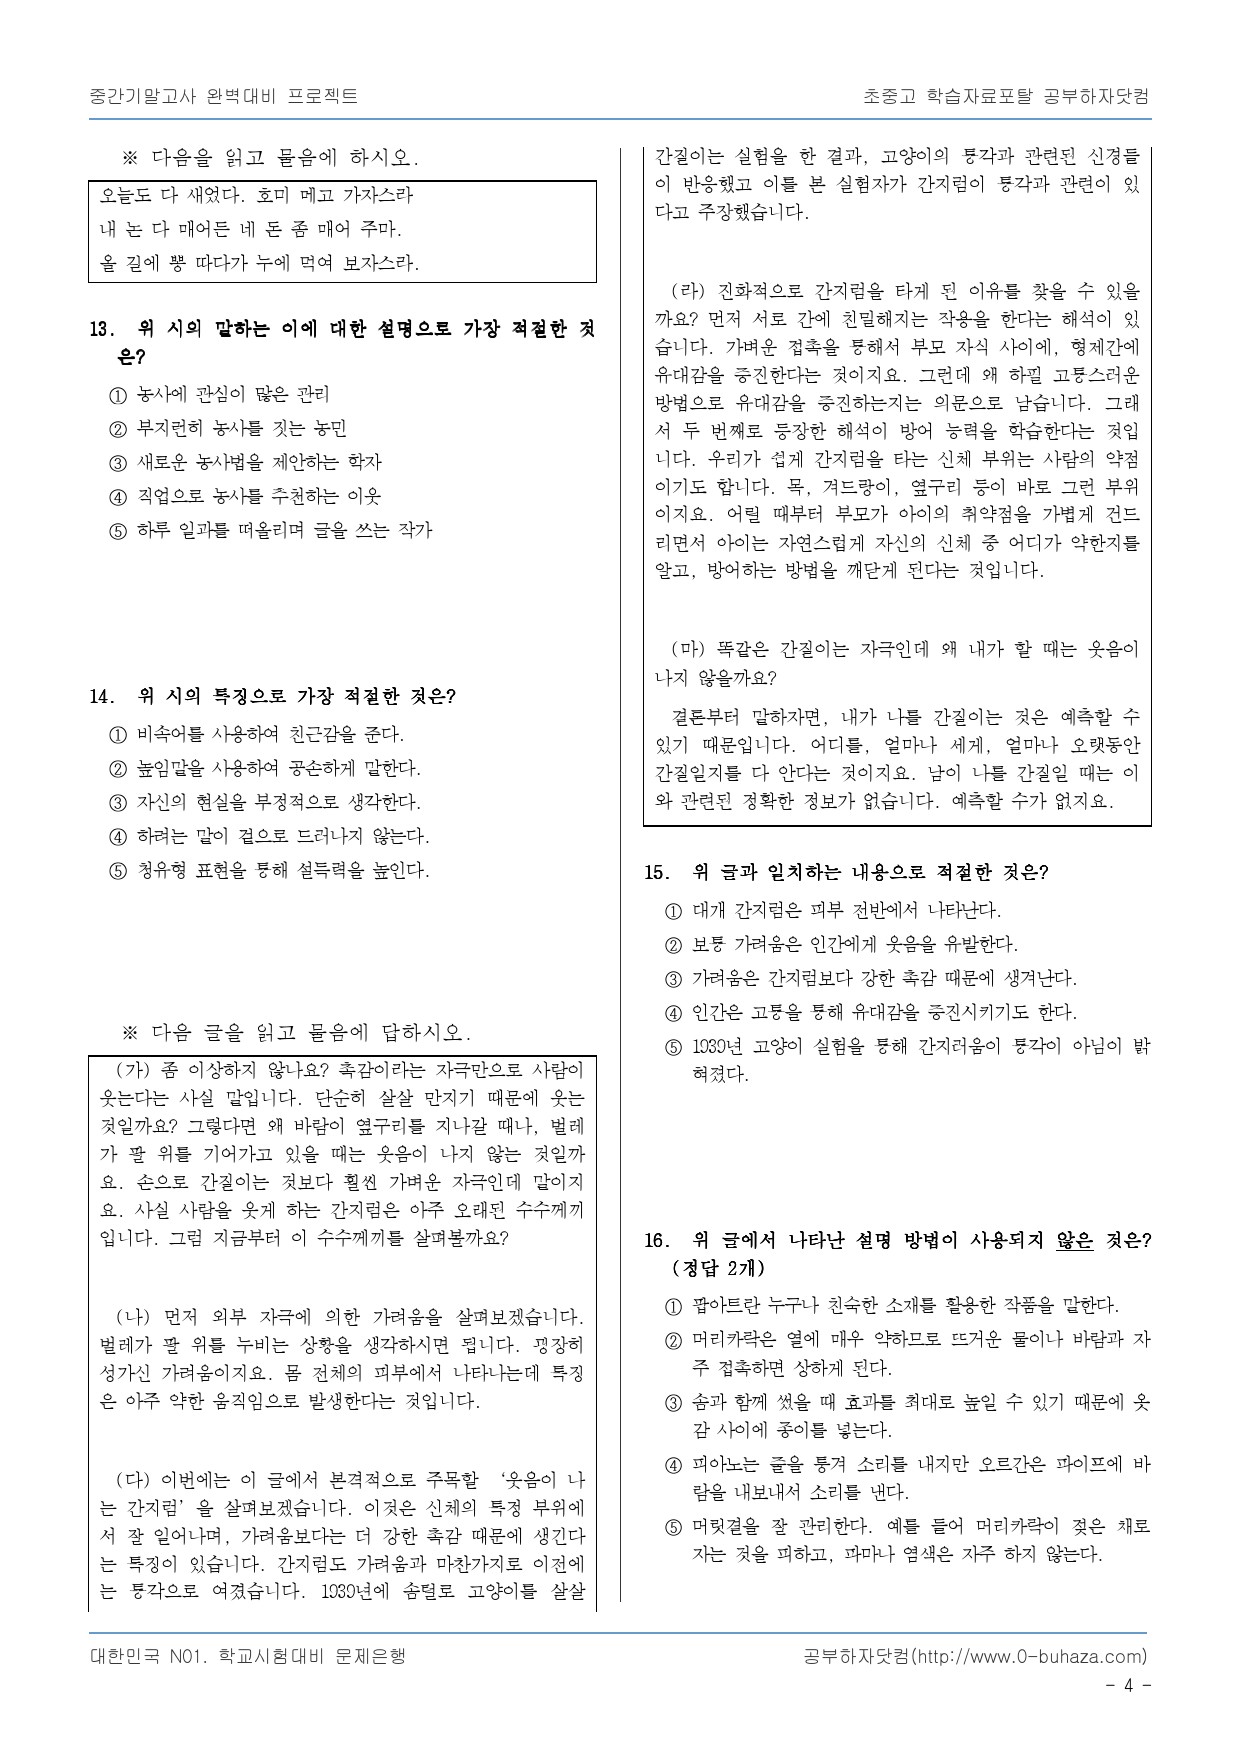 중간기말고사 완벽대비 프로젝트
초중고 학습자료포탈 공부하자닷컴
※ 다음을 읽고 물음에 하시오.
오늘도 다 새었다. 호미 메고 가자스라
내 논 다 매어든 네 돈 좀 매어 주마.
올 길에 뽕 따다가 누에 먹여 보자스라.
13. 위 시의 말하는 이에 대한 설명으로 가장 적절한 것
은?
① 농사에 관심이 많은 관리
② 부지런히 농사를 짓는 농민
③ 새로운 농사법을 제안하는 학자
④ 직업으로 농사를 추천하는 이웃
⑤ 하루 일과를 떠올리며 글을 쓰는 작가
14. 위 시의 특징으로 가장 적절한 것은?
① 비속어를 사용하여 친근감을 준다.
② 높임말을 사용하여 공손하게 말한다.
③ 자신의 현실을 부정적으로 생각한다.
④ 하려는 말이 겉으로 드러나지 않는다.
⑤ 청유형 표현을 통해 설득력을 높인다.
※ 다음 글을 읽고 물음에 답하시오.
(가) 좀 이상하지 않나요? 촉감이라는 자극만으로 사람이
웃는다는 사실 말입니다. 단순히 살살 만지기 때문에 웃는
것일까요? 그렇다면 왜 바람이 옆구리를 지나갈 때나, 벌레
가 팔 위를 기어가고 있을 때는 웃음이 나지 않는 것일까
요. 손으로 간질이는 것보다 훨씬 가벼운 자극인데 말이지
요. 사실 사람을 웃게 하는 간지럼은 아주 오래된 수수께끼
입니다. 그럼 지금부터 이 수수께끼를 살펴볼까요?
(나) 먼저 외부 자극에 의한 가려움을 살펴보겠습니다.
벌레가 팔 위를 누비는 상황을 생각하시면 됩니다. 굉장히
성가신 가려움이지요. 몸 전체의 피부에서 나타나는데 특징
은 아주 약한 움직임으로 발생한다는 것입니다.
(다) 이번에는 이 글에서 본격적으로 주목할 ‘웃음이 나
는 간지럼’을 살펴보겠습니다. 이것은 신체의 특정 부위에
서 잘 일어나며, 가려움보다는 더 강한 촉감 때문에 생긴다
는 특징이 있습니다. 간지럼도 가려움과 마찬가지로 이전에
는 통각으로 여겼습니다. 1939년에 솜털로 고양이를 살살
간질이는 실험을 한 결과, 고양이의 통각과 관련된 신경들
이 반응했고 이를 본 실험자가 간지럼이 통각과 관련이 있
다고 주장했습니다.
(라) 진화적으로 간지럼을 타게 된 이유를 찾을 수 있을
까요? 먼저 서로 간에 친밀해지는 작용을 한다는 해석이 있
습니다. 가벼운 접촉을 통해서 부모 자식 사이에, 형제간에
유대감을 증진한다는 것이지요. 그런데 왜 하필 고통스러운
방법으로 유대감을 증진하는지는 의문으로 남습니다. 그래
서 두 번째로 등장한 해석이 방어 능력을 학습한다는 것입
니다. 우리가 쉽게 간지럼을 타는 신체 부위는 사람의 약점
이기도 합니다. 목, 겨드랑이, 옆구리 등이 바로 그런 부위
이지요. 어릴 때부터 부모가 아이의 취약점을 가볍게 건드
리면서 아이는 자연스럽게 자신의 신체 중 어디가 약한지를
알고, 방어하는 방법을 깨닫게 된다는 것입니다.
(마) 똑같은 간질이는 자극인데 왜 내가 할 때는 웃음이
나지 않을까요?
결론부터 말하자면, 내가 나를 간질이는 것은 예측할 수
있기 때문입니다. 어디를, 얼마나 세게, 얼마나 오랫동안
간질일지를 다 안다는 것이지요. 남이 나를 간질일 때는 이
와 관련된 정확한 정보가 없습니다. 예측할 수가 없지요.
15. 위 글과 일치하는 내용으로 적절한 것은?
① 대개 간지럼은 피부 전반에서 나타난다.
② 보통 가려움은 인간에게 웃음을 유발한다.
③ 가려움은 간지럼보다 강한 촉감 때문에 생겨난다.
④ 인간은 고통을 통해 유대감을 증진시키기도 한다.
⑤ 1939년 고양이 실험을 통해 간지러움이 통각이 아님이 밝
혀졌다.
16. 위 글에서 나타난 설명 방법이 사용되지 않은 것은?
(정답 2개)
① 팝아트란 누구나 친숙한 소재를 활용한 작품을 말한다.
② 머리카락은 열에 매우 약하므로 뜨거운 물이나 바람과 자
주 접촉하면 상하게 된다.
③ 솜과 함께 썼을 때 효과를 최대로 높일 수 있기 때문에 옷
감 사이에 종이를 넣는다.
④ 피아노는 줄을 퉁겨 소리를 내지만 오르간은 파이프에 바
람을 내보내서 소리를 낸다.
⑤ 머릿결을 잘 관리한다. 예를 들어 머리카락이 젖은 채로
자는 것을 피하고, 파마나 염색은 자주 하지 않는다.
대한민국 N01. 학교시험대비 문제은행
공부하자닷컴(http://www.0-buhaza.com)
- 4 -